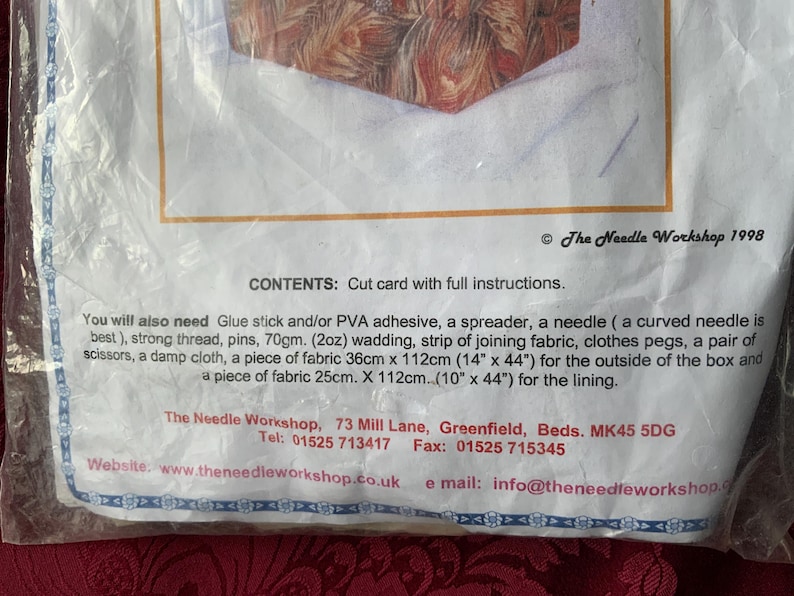 © The Needle Workshop 1998
CONTENTS: Cut card with full instructions.
You will also need Glue stick and/or PVA adhesive, a spreader, a needle ( a curved needle is
best ), strong thread, pins, 70gm. (2oz) wadding, strip of joining fabric, clothes pegs, a pair of
scissors, a damp cloth, a piece of fabric 36cm x 112cm (14" x 44") for the outside of the box and
a piece of fabric 25cm. X 112cm. (10" x 44") for the lining.
The Needle Workshop, 73 Mill Lane, Greenfield, Beds. MK45 5DG
Tel: 01525 713417 Fax: 01525 715345
Website: www.theneedleworkshop.co.uk e mail: info@theneedleworkshop.c